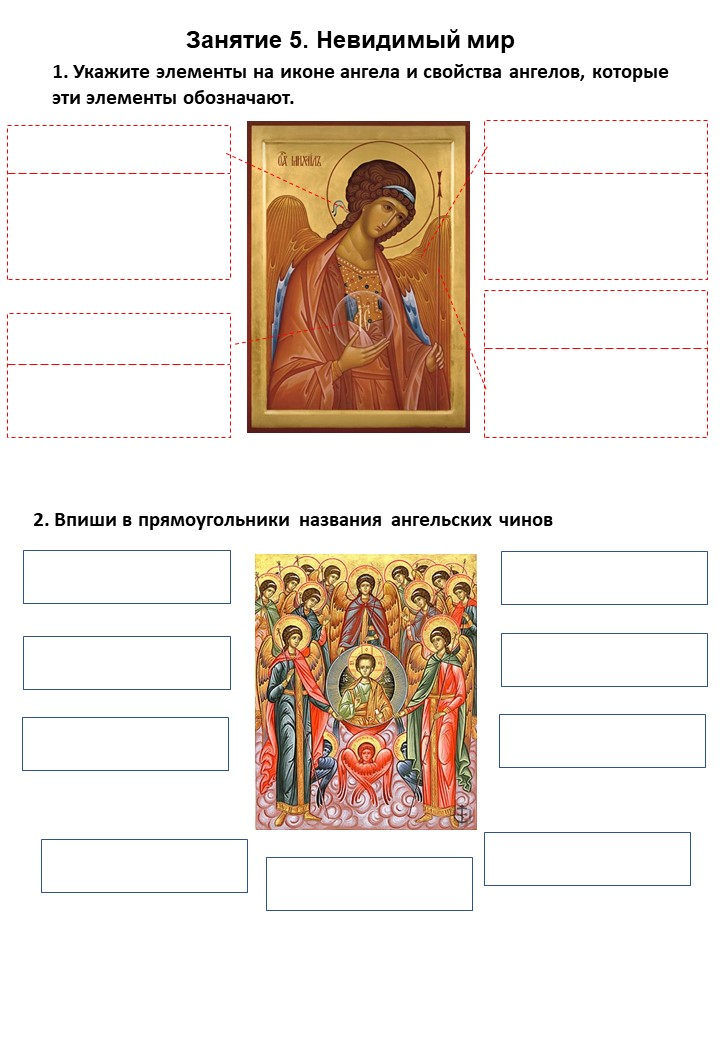 Занятие 5. Невидимый мир
1. Укажите элементы на иконе ангела и свойства ангелов, которые
эти элементы обозначают.
2. Впиши в прямоугольники названия ангельских чинов